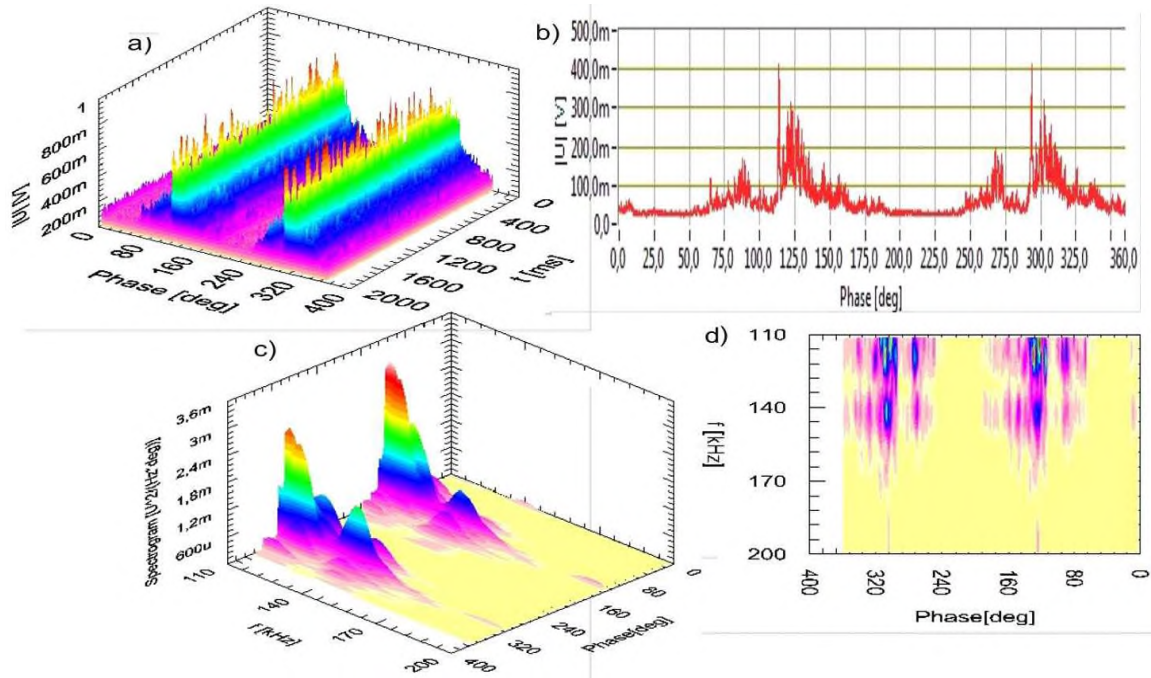 a)
1
800m
600m
400m
200m
|U| [V]
0
80
160
240
320
400
Phase [deg]
0
400
800
1200
1600
2000
t [ms]
b)
500,0m
400,0m
300,0m
200,0m
100,0m
0,0
|U| [V]
0,0 25,0 50,0 75,0 100,0 125,0 150,0 175,0 200,0 225,0 250,0 275,0 300,0 325,0 360,0
Phase [deg]
c)
3,6m
3m
2,4m
1,8m
1,2m
600u
Spectrogram [U^2/(Hz*deg)]
110
140
170
200
f [kHz]
0
80
160
240
320
400
Phase[deg]
d)
110
140
170
200
f [kHz]
400 320 240 160 80 0
Phase[deg]